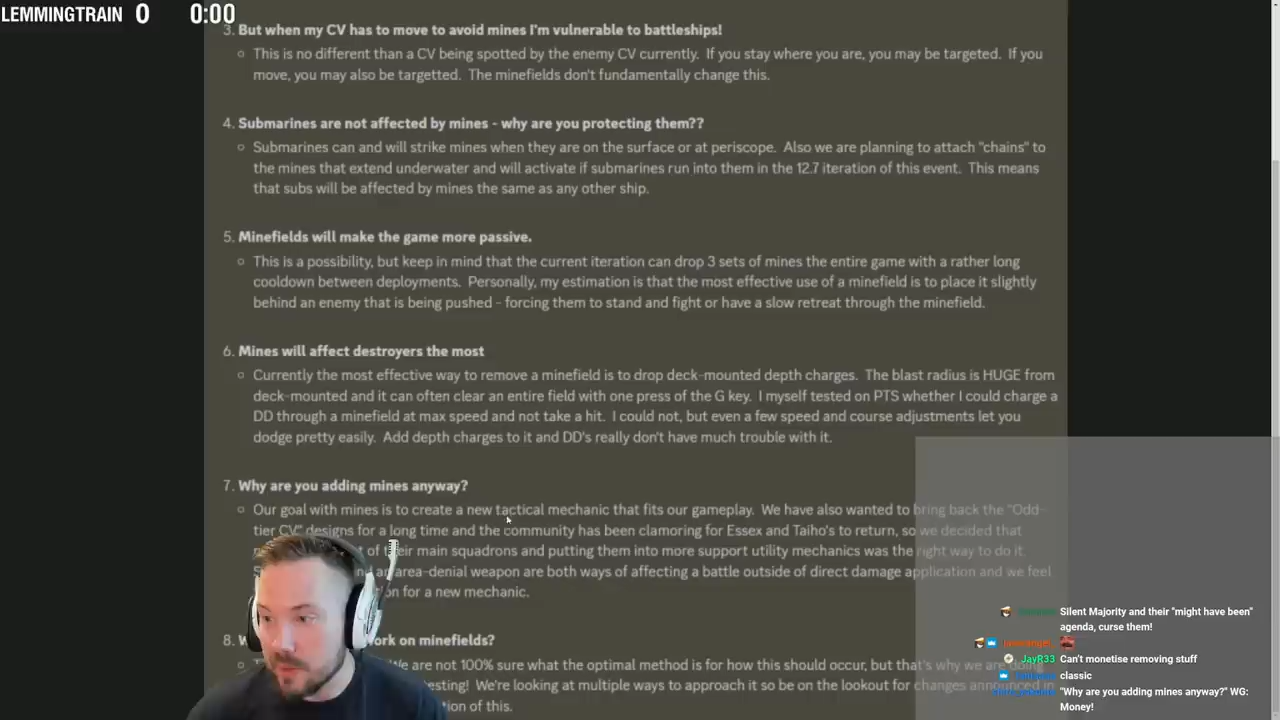 LEMMINGTRAIN 0 0:00
3. But when my CV has to move to avoid mines I'm vulnerable to battleships!
This is no different than a CV being spotted by the enemy CV currently. If you stay where you are, you may be targeted. If you
move, you may also be targetted. The minefields don't fundamentally change this.
4. Submarines are not affected by mines - why are you protecting them??
Submarines can and will strike mines when they are on the surface or at periscope. Also we are planning to attach "chains" to
the mines that extend underwater and will activate if submarines run into them in the 12.7 iteration of this event. This means
that subs will be affected by mines the same as any other ship.
5. Minefields will make the game more passive.
This is a possibility, but keep in mind that the current iteration can drop 3 sets of mines the entire game with a rather long
cooldown between deployments. Personally, my estimation is that the most effective use of a minefield is to place it slightly
behind an enemy that is being pushed - forcing them to stand and fight or have a slow retreat through the minefield.
6. Mines will affect destroyers the most
Currently the most effective way to remove a minefield is to drop deck-mounted depth charges. The blast radius is HUGE from
deck-mounted and it can often clear an entire field with one press of the G key. I myself tested on PTS whether I could charge a
DD through a minefield at max speed and not take a hit. I could not, but even a few speed and course adjustments let you
dodge pretty easily. Add depth charges to it and DD's really don't have much trouble with it.
7. Why are you adding mines anyway?
Our goal with mines is to create a new tactical mechanic that fits our gameplay. We have also wanted to bring back the "Odd-
tier CV" designs for a long time and the community has been clamoring for Essex and Taiho's to return, so we decided that
of their main squadrons and putting them into more support utility mechanics was the right way to do it.
an area-denial weapon are both ways of affecting a battle outside of direct damage application and we feel
on for a new mechanic.
8. work on minefields?
We are not 100% sure what the optimal method is for how this should occur, but that's why we are doing
testing! We're looking at multiple ways to approach it so be on the lookout for changes announced in
tion of this.
Silent Majority and their "might have been"
agenda, curse them!
JayR33 Can't monetise removing stuff
classic
"Why are you adding mines anyway?" WG:
Money!